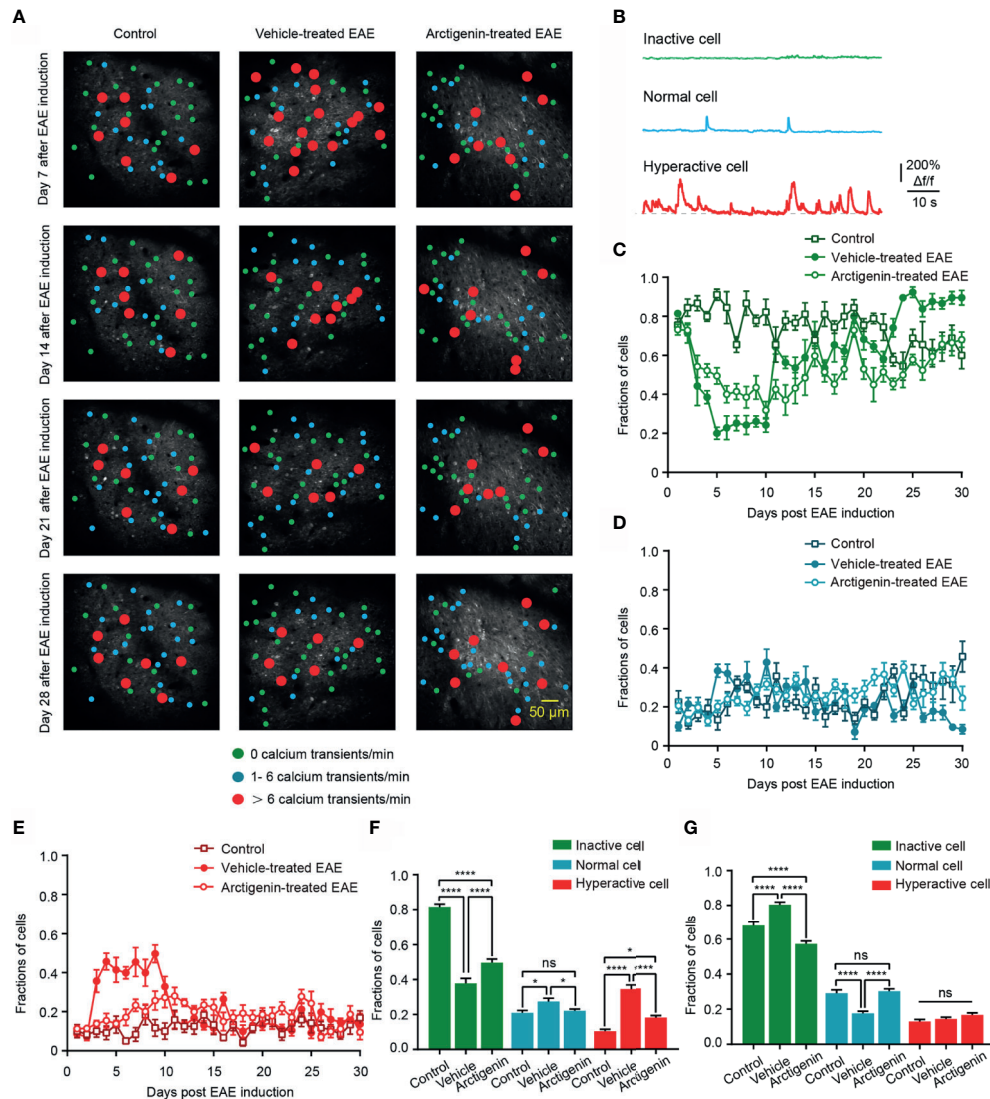 A
Control
Vehicle-treated EAE
Arctigenin-treated EAE
Day 7 after EAE induction
Day 14 after EAE induction
Day 21 after EAE induction
Day 28 after EAE induction
50 µm
0 calcium transients/min
1- 6 calcium transients/min
> 6 calcium transients/min
B
Inactive cell
Normal cell
Hyperactive cell
200%
Δf/f
10 s
C
Control
Vehicle-treated EAE
Arctigenin-treated EAE
Fractions of cells
1.0
0.8
0.6
0.4
0.2
0
0 5 10 15 20 25 30
Days post EAE induction
D
Control
Vehicle-treated EAE
Arctigenin-treated EAE
Fractions of cells
1.0
0.8
0.6
0.4
0.2
0
0 5 10 15 20 25 30
Days post EAE induction
E
Control
Vehicle-treated EAE
Arctigenin-treated EAE
Fractions of cells
1.0
0.8
0.6
0.4
0.2
0
0 5 10 15 20 25 30
Days post EAE induction
F
Inactive cell
Normal cell
Hyperactive cell
Fractions of cells
1.0
0.8
0.6
0.4
0.2
0.0
****
**** ****
ns
* *
*
**** ****
Control Vehicle Arctigenin Control Vehicle Arctigenin Control Vehicle Arctigenin
G
Inactive cell
Normal cell
Hyperactive cell
Fractions of cells
1.0
0.8
0.6
0.4
0.2
0.0
****
**** ****
ns
**** ****
ns
Control Vehicle Arctigenin Control Vehicle Arctigenin Control Vehicle Arctigenin